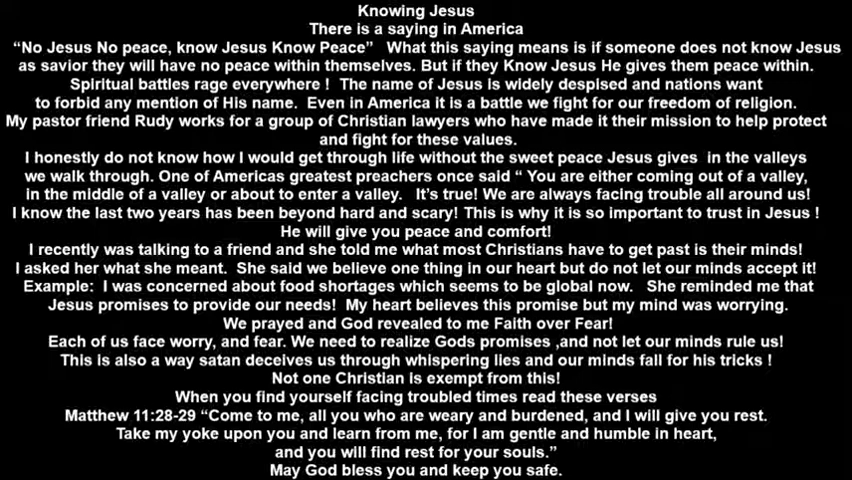 Knowing Jesus
There is a saying in America
“No Jesus No peace, know Jesus Know Peace”   What this saying means is if someone does not know Jesus
as savior they will have no peace within themselves. But if they Know Jesus He gives them peace within.
Spiritual battles rage everywhere !  The name of Jesus is widely despised and nations want
to forbid any mention of His name.  Even in America it is a battle we fight for our freedom of religion.
My pastor friend Rudy works for a group of Christian lawyers who have made it their mission to help protect
and fight for these values.
I honestly do not know how I would get through life without the sweet peace Jesus gives  in the valleys
we walk through. One of Americas greatest preachers once said “ You are either coming out of a valley,
in the middle of a valley or about to enter a valley.   It’s true! We are always facing trouble all around us!
I know the last two years has been beyond hard and scary! This is why it is so important to trust in Jesus !
He will give you peace and comfort!
I recently was talking to a friend and she told me what most Christians have to get past is their minds!
I asked her what she meant.  She said we believe one thing in our heart but do not let our minds accept it!
Example:  I was concerned about food shortages which seems to be global now.   She reminded me that
Jesus promises to provide our needs!  My heart believes this promise but my mind was worrying.
We prayed and God revealed to me Faith over Fear!
Each of us face worry, and fear. We need to realize Gods promises ,and not let our minds rule us!
This is also a way satan deceives us through whispering lies and our minds fall for his tricks !
Not one Christian is exempt from this!
When you find yourself facing troubled times read these verses
Matthew 11:28-29 “Come to me, all you who are weary and burdened, and I will give you rest.
Take my yoke upon you and learn from me, for I am gentle and humble in heart,
and you will find rest for your souls.”
May God bless you and keep you safe.